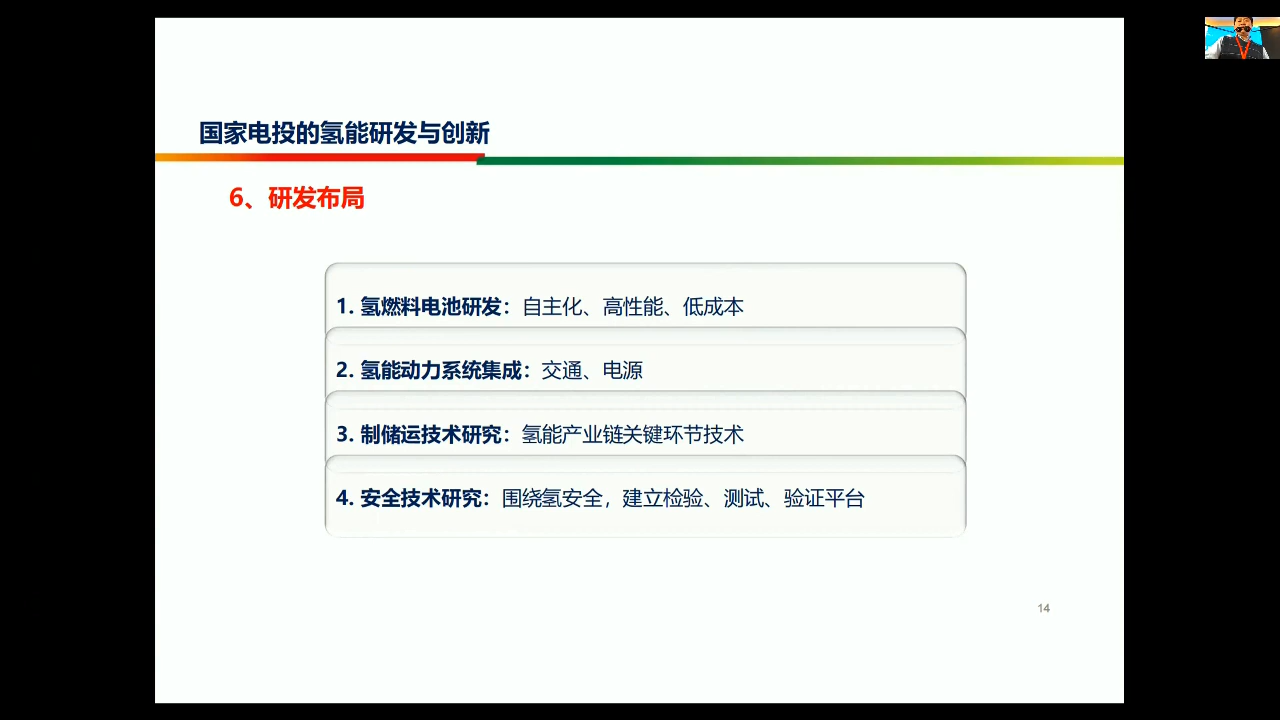 国家电投的氢能研发与创新
6、研发布局
1. 氢燃料电池研发：自主化、高性能、低成本
2. 氢能动力系统集成：交通、电源
3. 制储运技术研究：氢能产业链关键环节技术
4. 安全技术研究：围绕氢安全，建立检验、测试、验证平台
14